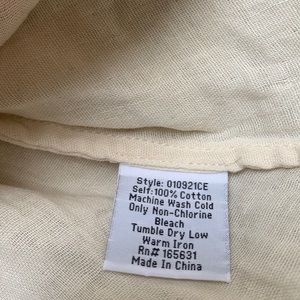 Style: 010921CE
Self:100% Cotton
Machine Wash Cold
Only Non-Chlorine
Bleach
Tumble Dry Low
Warm Iron
Rn# 165631
Made In China